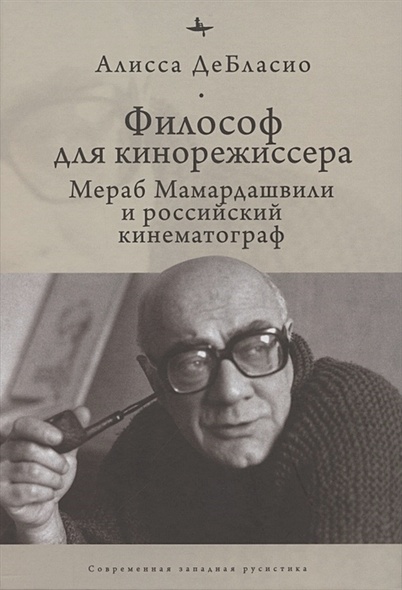 Алисса ДеБласио
•
Философ
для кинорежиссера
Мераб Мамардашвили
и российский
кинематограф
Современная западная русистика